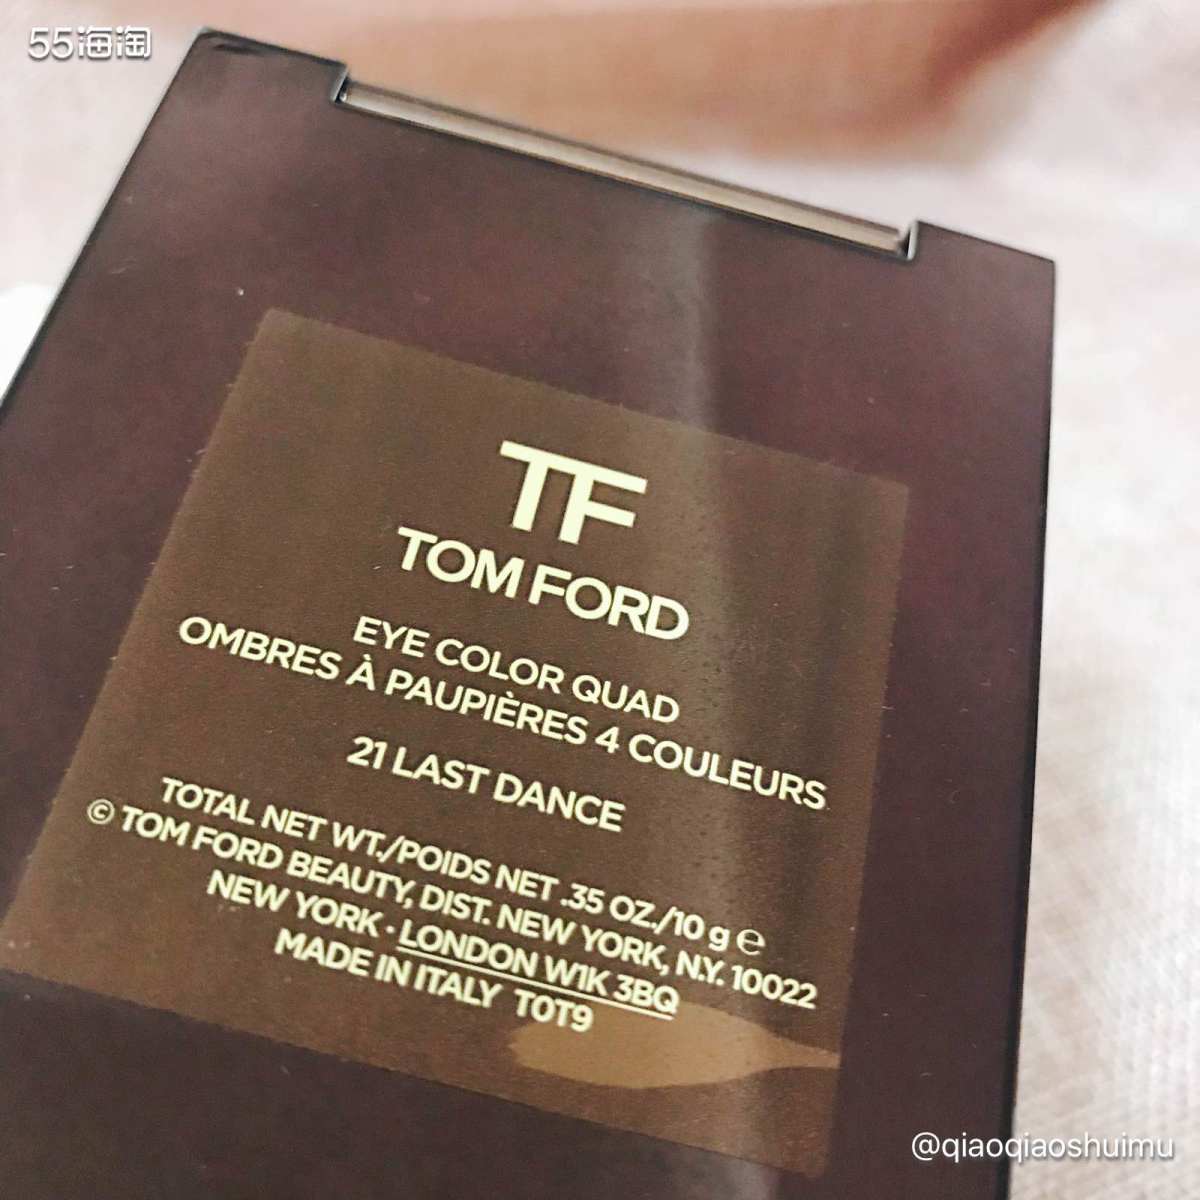 55海淘
TF
TOM FORD
EYE COLOR QUAD
OMBRES À PAUPIÈRES 4 COULEURS
21 LAST DANCE
TOTAL NET WT./POIDS NET .35 OZ./10 g ℮
© TOM FORD BEAUTY, DIST. NEW YORK, N.Y. 10022
NEW YORK · LONDON W1K 3BQ
MADE IN ITALY T0T9
@qiaoqiaoshuimu